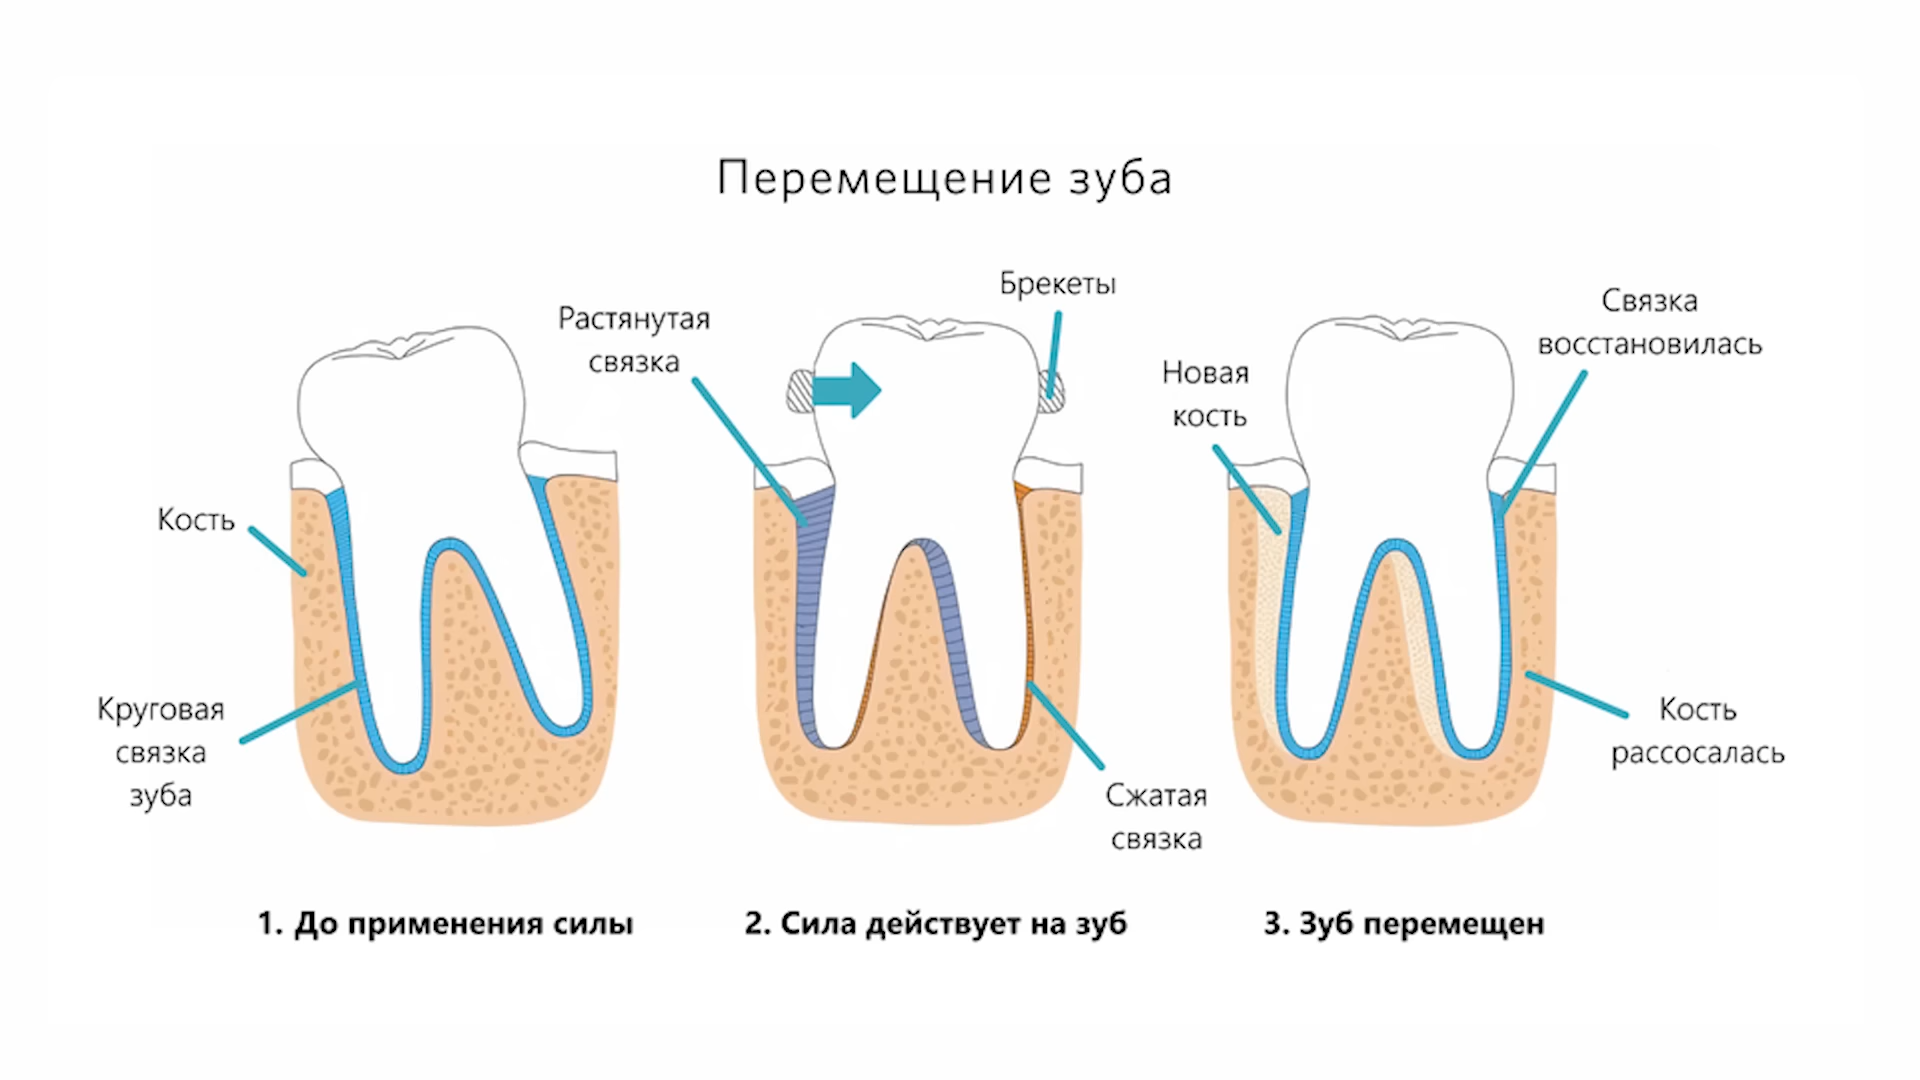 Перемещение зуба
Кость
Круговая
связка
зуба
1. До применения силы
Растянутая
связка
Брекеты
Сжатая
связка
2. Сила действует на зуб
Новая
кость
Связка
восстановилась
Кость
рассосалась
3. Зуб перемещен